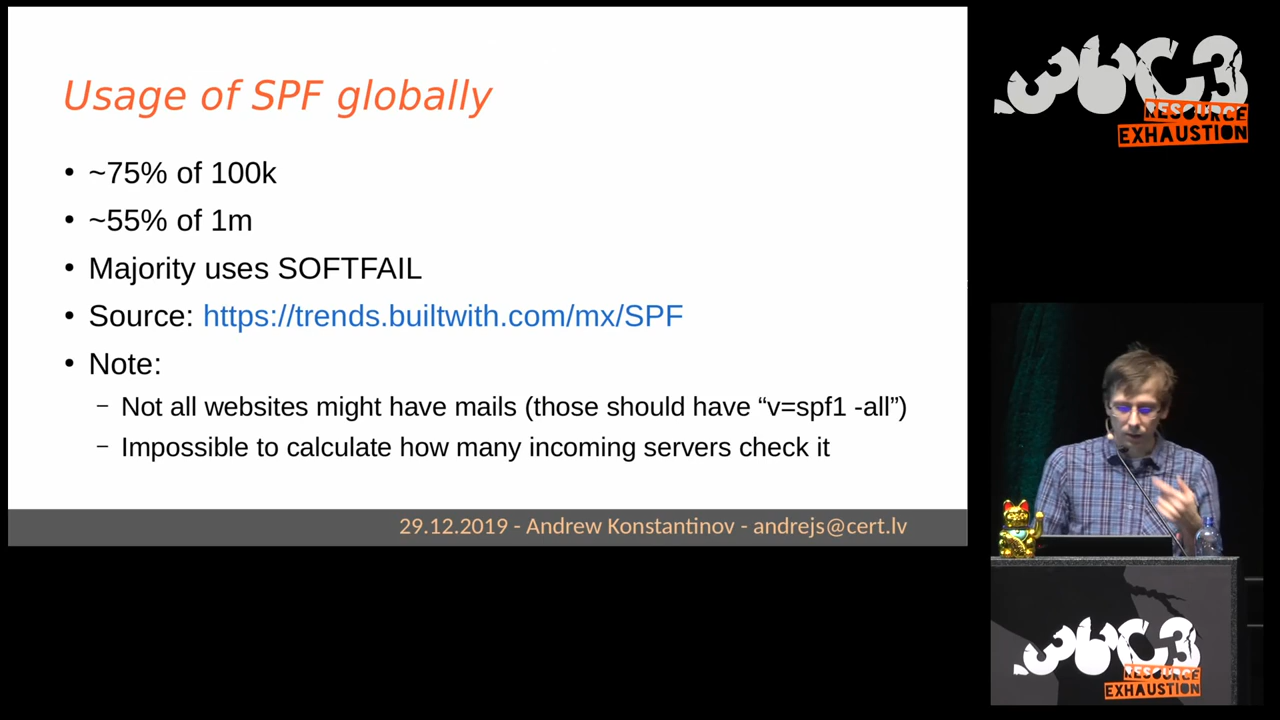 Usage of SPF globally
• ~75% of 100k
• ~55% of 1m
• Majority uses SOFTFAIL
• Source: https://trends.builtwith.com/mx/SPF
• Note:
– Not all websites might have mails (those should have “v=spf1 -all”)
– Impossible to calculate how many incoming servers check it
29.12.2019 - Andrew Konstantinov - andrejs@cert.lv
36C3
RESOURCE
EXHAUSTION
36C3
RESOURCE
EXHAUSTION